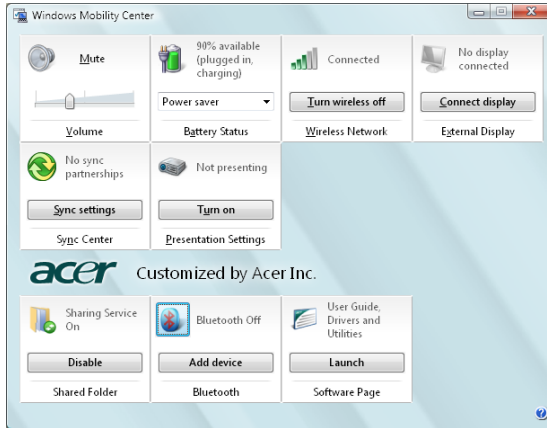 Windows Mobility Center
Mute
Volume
90% available
(plugged in,
charging)
Power saver
Battery Status
Connected
Turn wireless off
Wireless Network
No display
connected
Connect display
External Display
No sync
partnerships
Sync settings
Sync Center
Not presenting
Turn on
Presentation Settings
acer Customized by Acer Inc.
Sharing Service
On
Disable
Shared Folder
Bluetooth Off
Add device
Bluetooth
User Guide,
Drivers and
Utilities
Launch
Software Page